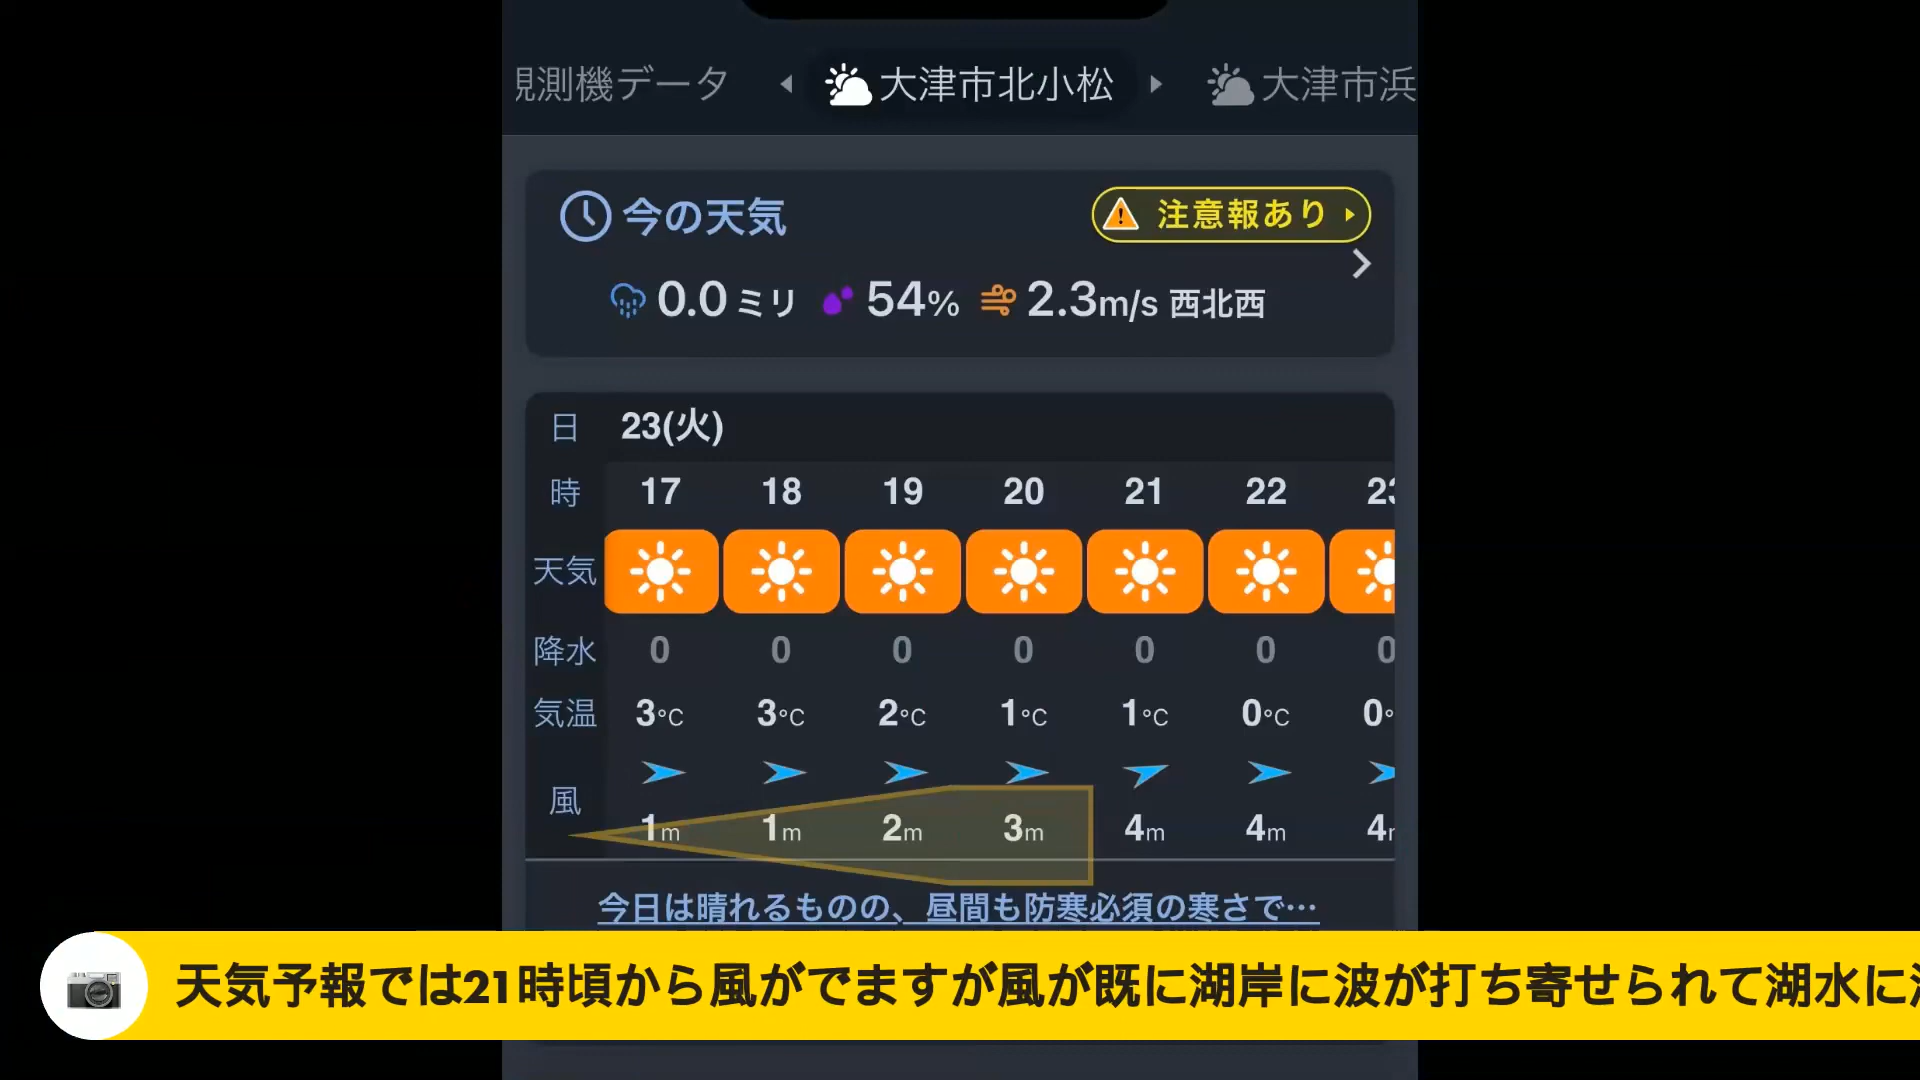 観測機データ
大津市北小松
大津市浜
今の天気
注意報あり
0.0ミリ 54% 2.3m/s 西北西
日 23(火)
時 17 18 19 20 21 22 23
天気
降水 0 0 0 0 0 0 0
気温 3°C 3°C 2°C 1°C 1°C 0°C 0°
風 1m 1m 2m 3m 4m 4m 4m
今日は晴れるものの、昼間も防寒必須の寒さで…
天気予報では21時頃から風がでますが風が既に湖岸に波が打ち寄せられて湖水に